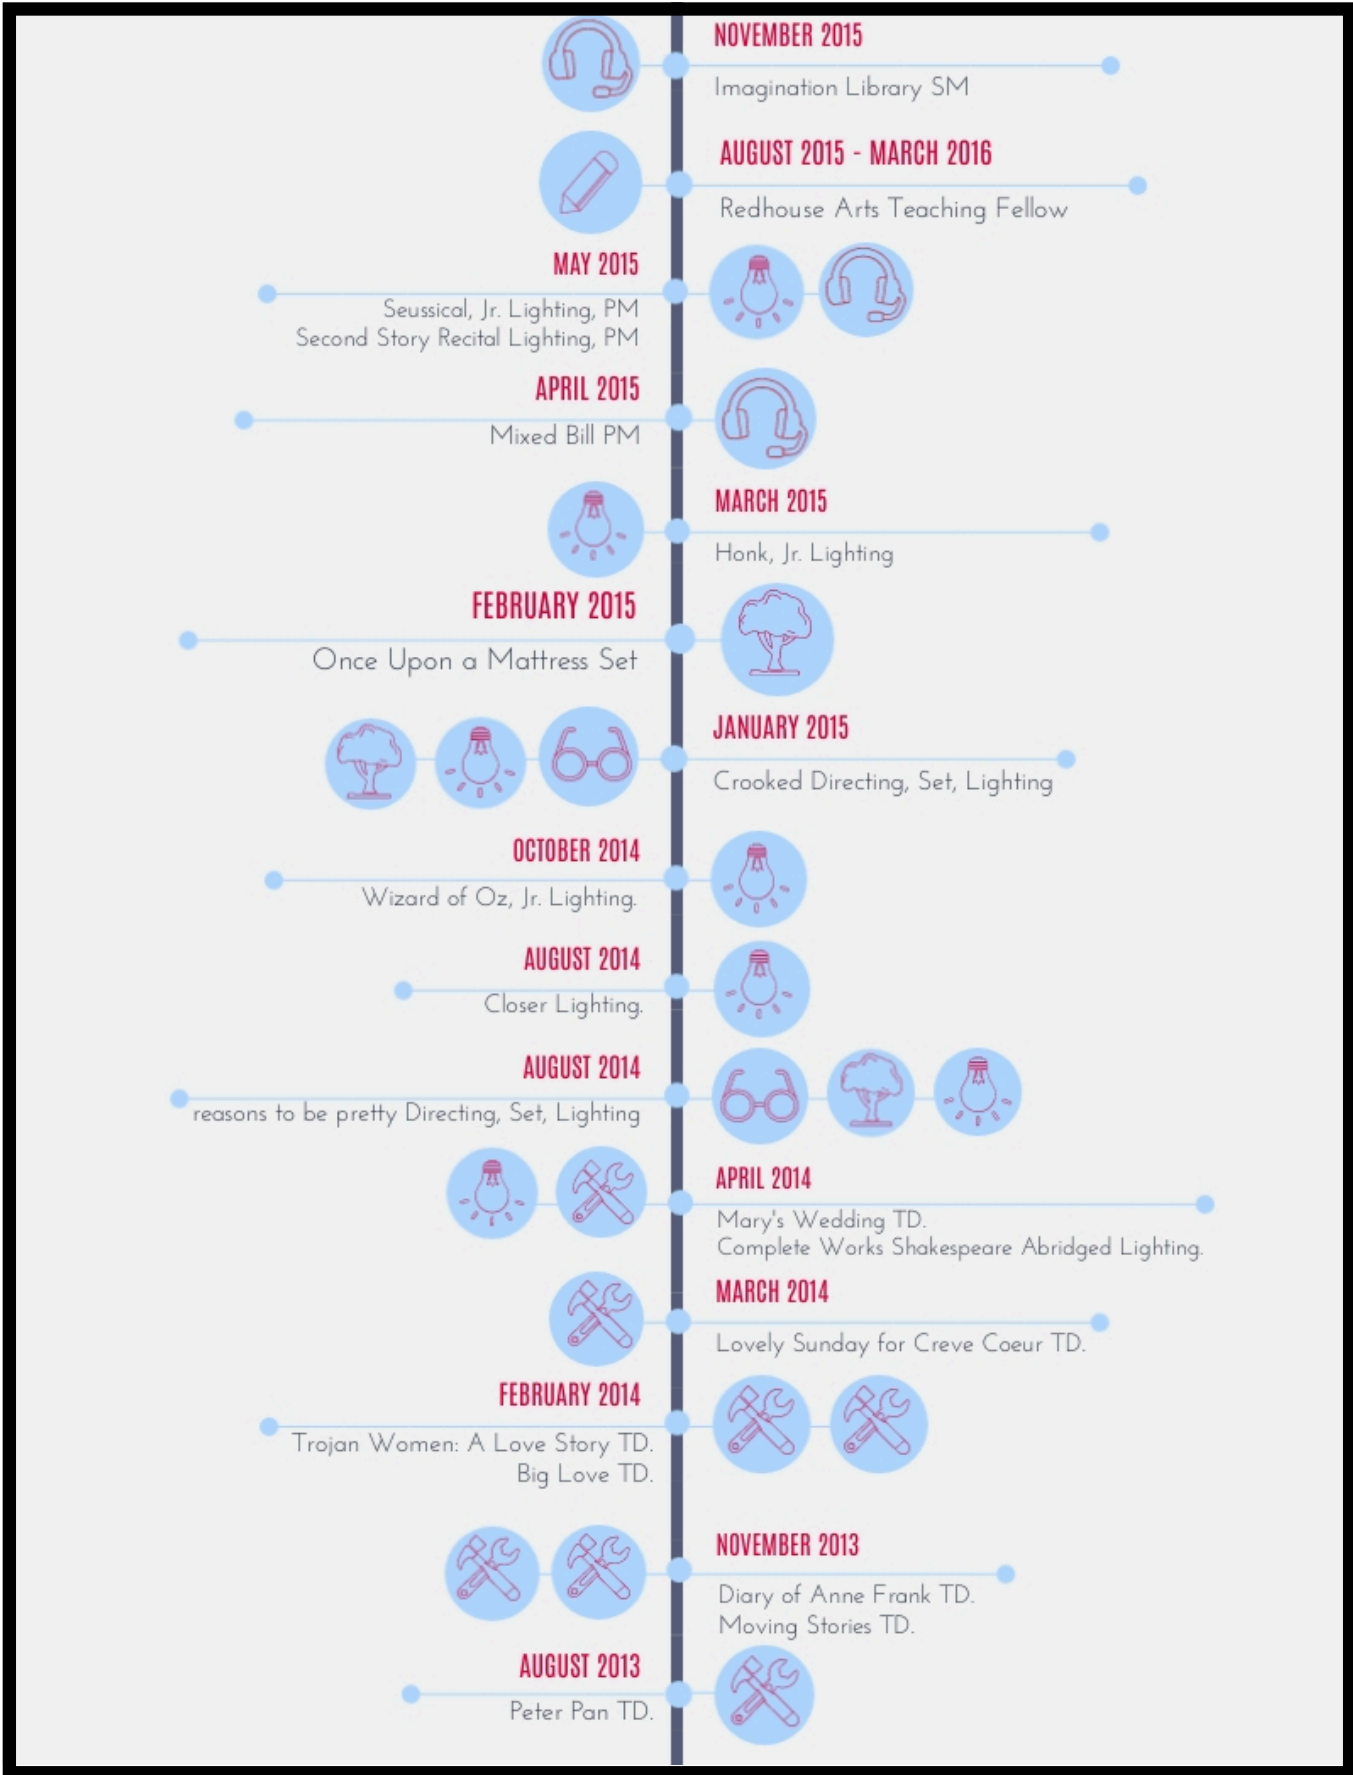 NOVEMBER 2015
Imagination Library SM
AUGUST 2015 - MARCH 2016
Redhouse Arts Teaching Fellow
MAY 2015
Seussical, Jr. Lighting, PM
Second Story Recital Lighting, PM
APRIL 2015
Mixed Bill PM
MARCH 2015
Honk, Jr. Lighting
FEBRUARY 2015
Once Upon a Mattress Set
JANUARY 2015
Crooked Directing, Set, Lighting
OCTOBER 2014
Wizard of Oz, Jr. Lighting.
AUGUST 2014
Closer Lighting.
AUGUST 2014
reasons to be pretty Directing, Set, Lighting
APRIL 2014
Mary's Wedding TD.
Complete Works Shakespeare Abridged Lighting.
MARCH 2014
Lovely Sunday for Creve Coeur TD.
FEBRUARY 2014
Trojan Women: A Love Story TD.
Big Love TD.
NOVEMBER 2013
Diary of Anne Frank TD.
Moving Stories TD.
AUGUST 2013
Peter Pan TD.